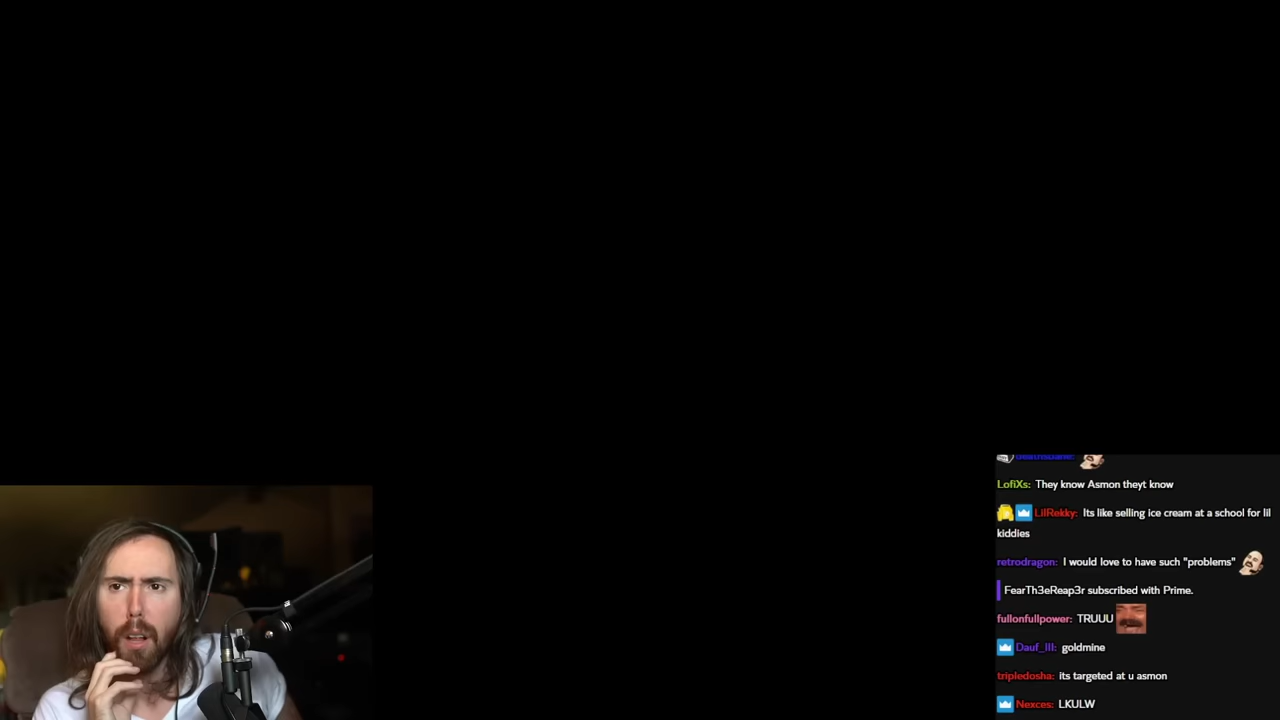 LofiXs: They know Asmon theyt know
LilRekky: Its like selling ice cream at a school for lil
kiddies
retrodragon: I would love to have such "problems"
FearTh3eReap3r subscribed with Prime.
fullonfullpower: TRUUU
Dauf_III: goldmine
tripledosha: its targeted at u asmon
Nexces: LKULW